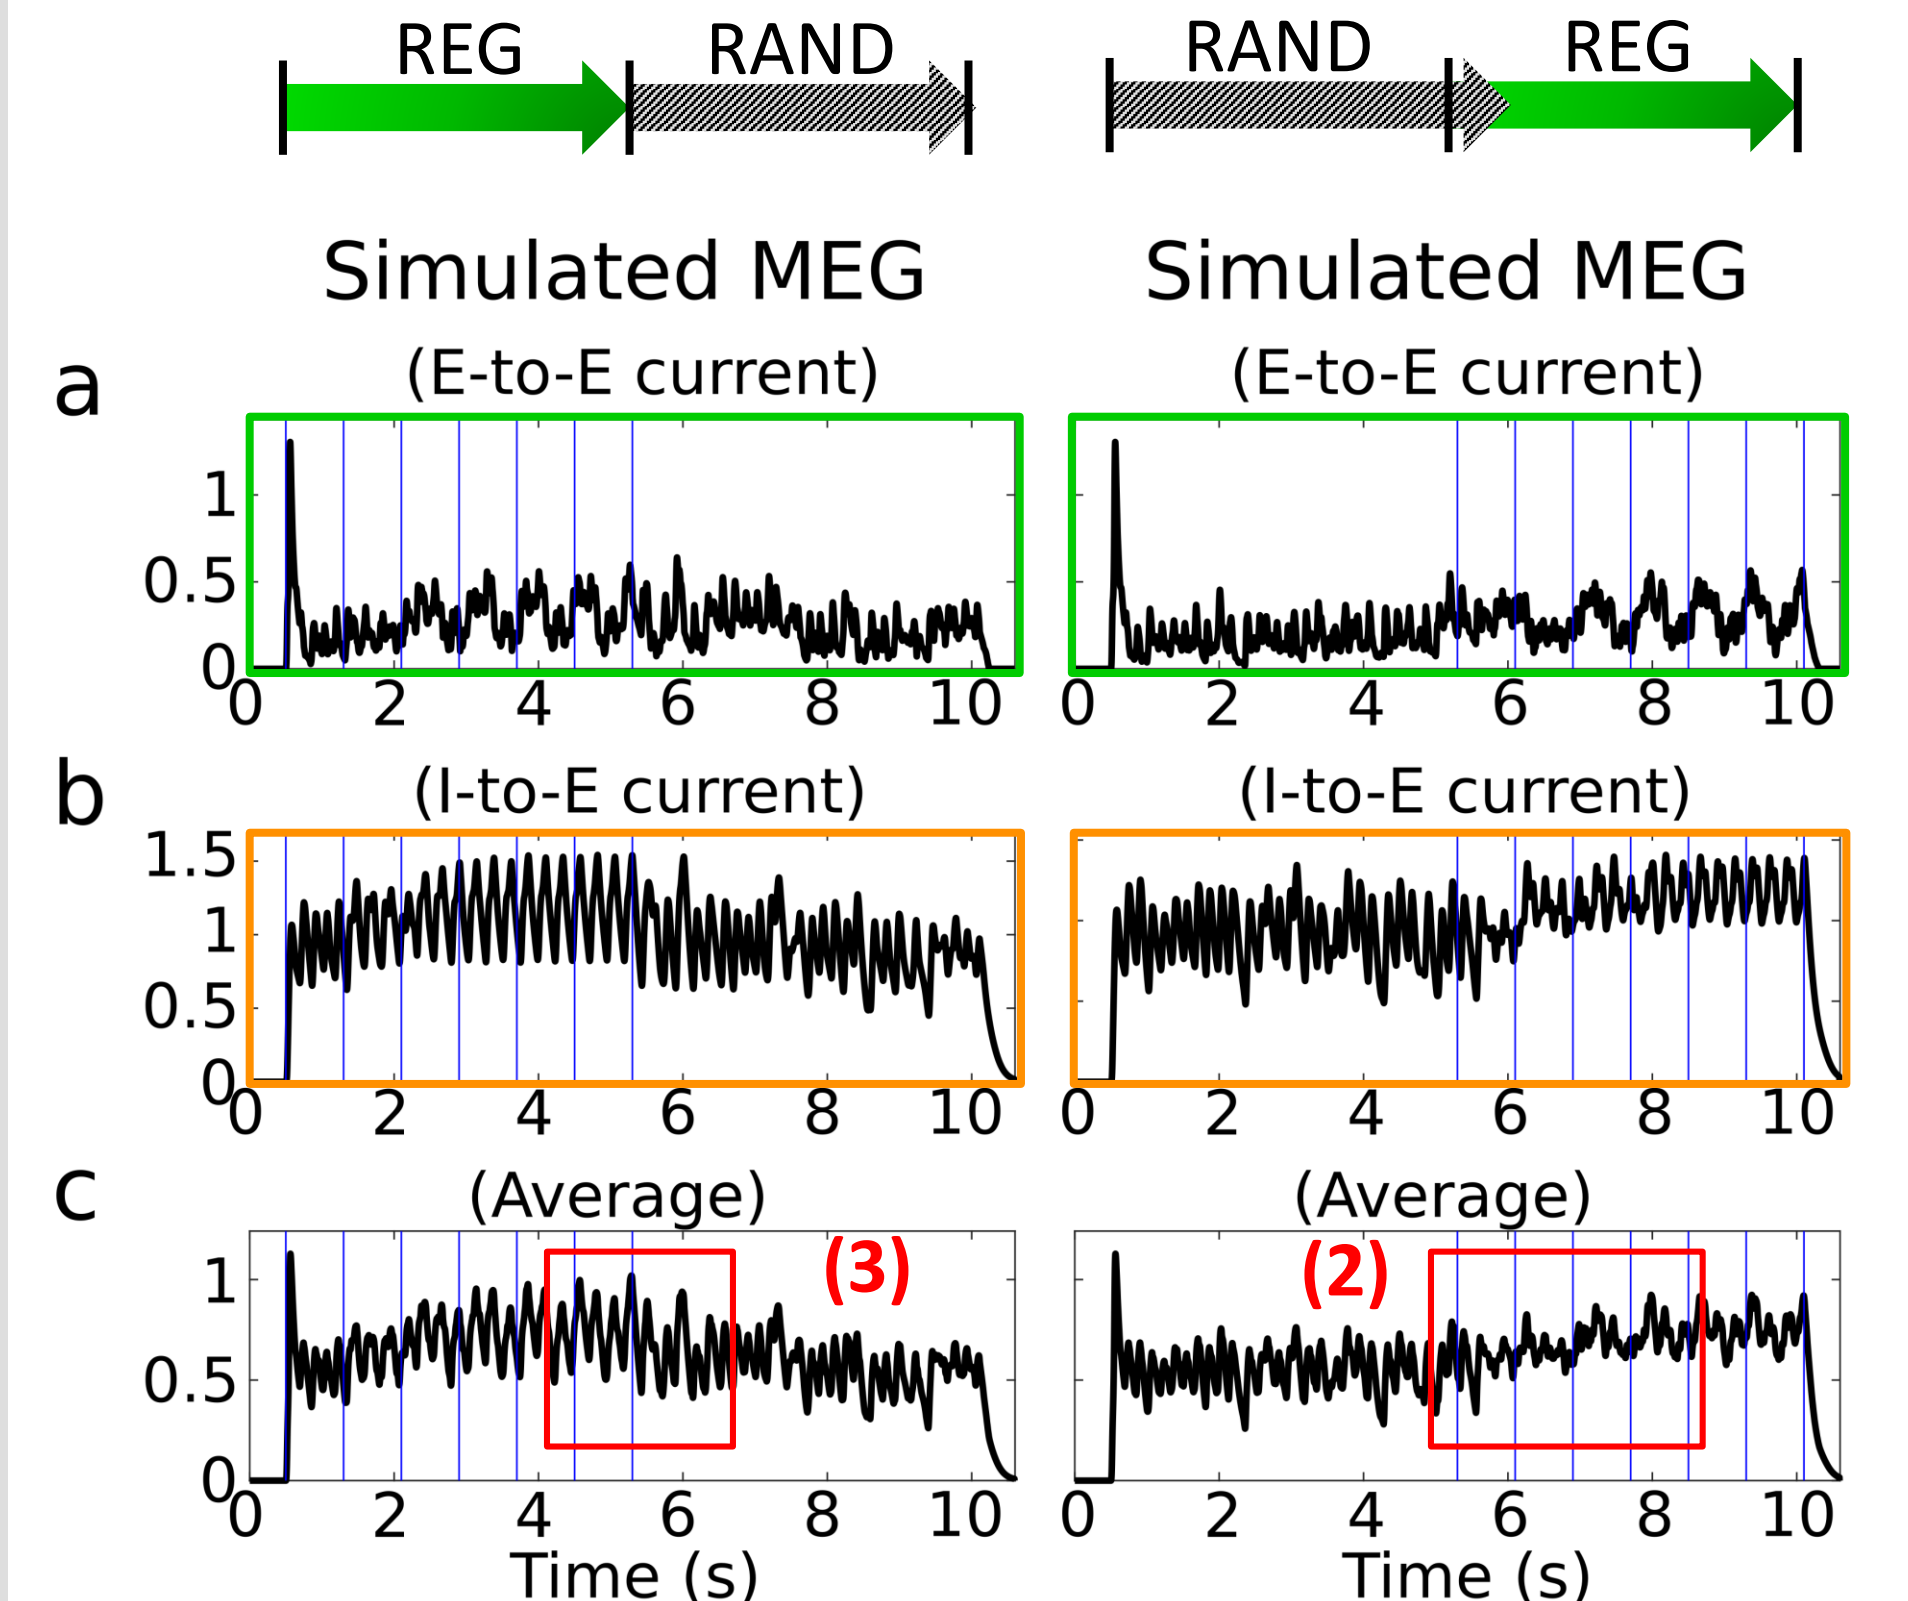 REG RAND RAND REG
Simulated MEG Simulated MEG
a (E-to-E current) (E-to-E current)
1
0.5
0
0 2 4 6 8 10 0 2 4 6 8 10
b (I-to-E current) (I-to-E current)
1.5
1
0.5
0
0 2 4 6 8 10 0 2 4 6 8 10
c (Average) (Average)
(3) (2)
1
0.5
0
0 2 4 6 8 10 0 2 4 6 8 10
Time (s) Time (s)